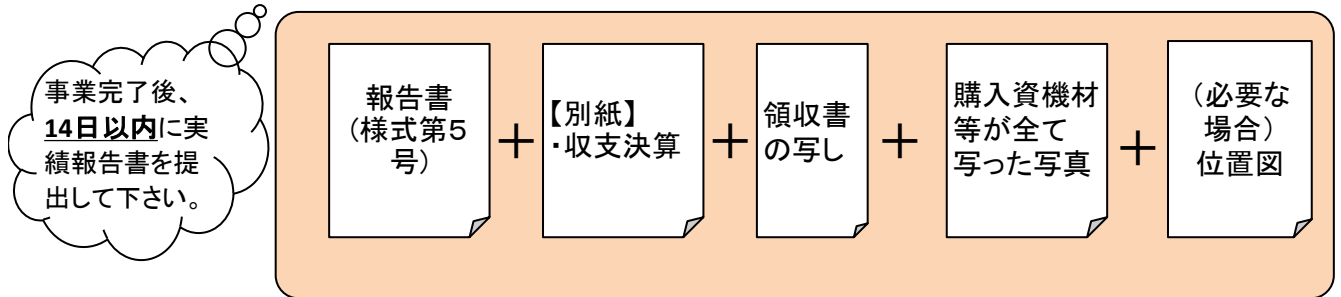 事業完了後、
14日以内に実
績報告書を提
出して下さい。
報告書
(様式第5
号)
+
【別紙】
・収支決算
+
領収書
の写し
+
購入資機材
等が全て
写った写真
+
(必要な
場合)
位置図